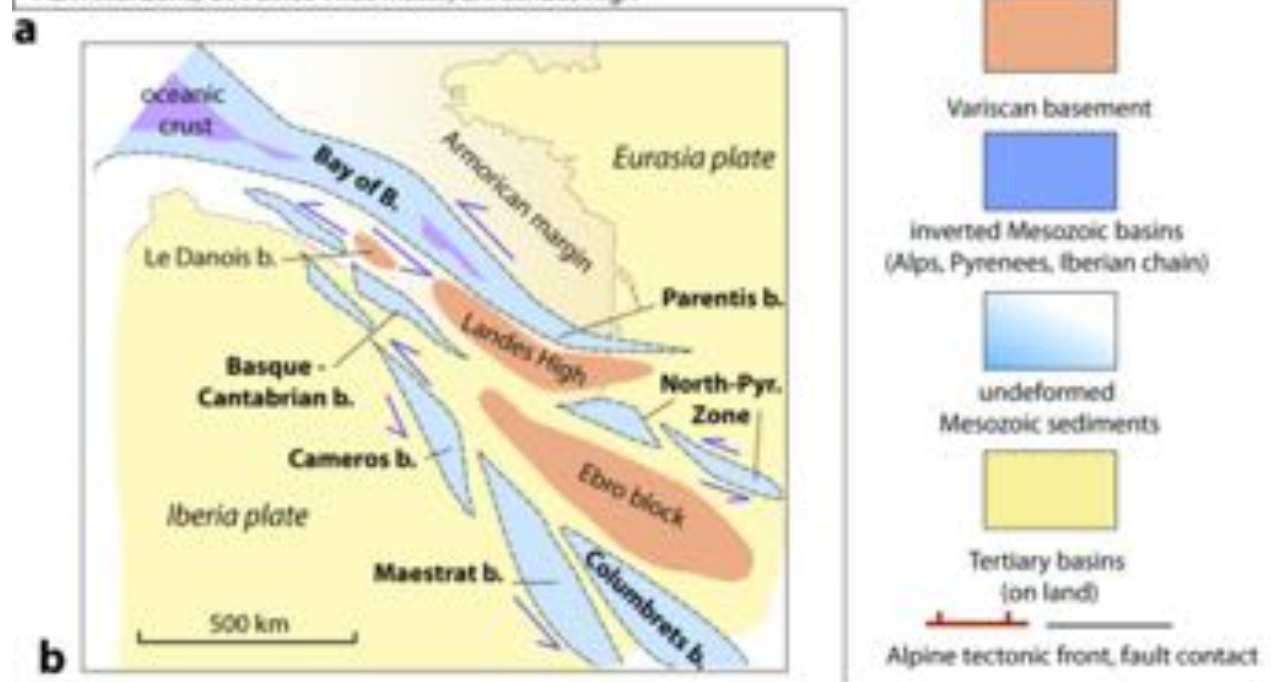 a
oceanic
crust
Bay of B.
Armorican margin
Eurasia plate
Le Danois b.
Parentis b.
Landes High
Basque -
Cantabrian b.
North-Pyr.
Zone
Cameros b.
Ebro block
Iberia plate
Maestrat b.
Columbrets b.
500 km
b
Variscan basement
inverted Mesozoic basins
(Alps, Pyrenees, Iberian chain)
undeformed
Mesozoic sediments
Tertiary basins
(on land)
Alpine tectonic front, fault contact